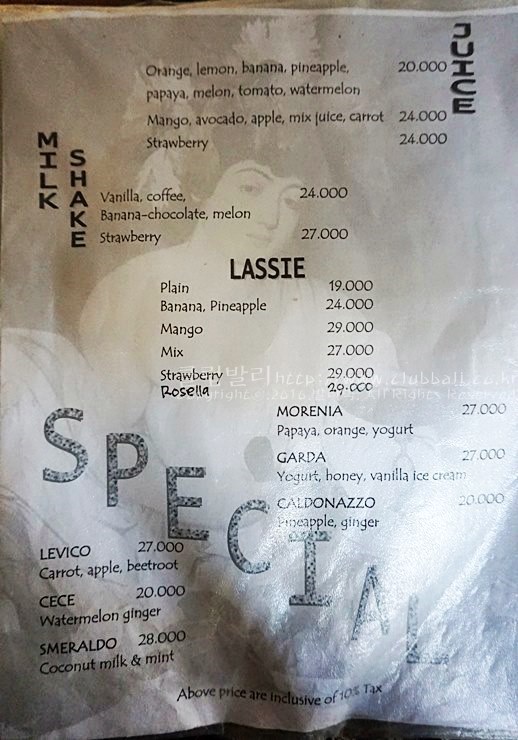 JUICE
Orange, lemon, banana, pineapple, 20.000
papaya, melon, tomato, watermelon
Mango, avocado, apple, mix juice, carrot 24.000
Strawberry 24.000
MILK SHAKE
Vanilla, coffee, 24.000
Banana-chocolate, melon
Strawberry 27.000
LASSIE
Plain 19.000
Banana, Pineapple 24.000
Mango 29.000
Mix 27.000
Strawberry 29.000
Rosella 29.000
SPECIAL
MORENIA 27.000
Papaya, orange, yogurt
GARDA 27.000
Yogurt, honey, vanilla ice cream
CALDONAZZO 20.000
Pineapple, ginger
LEVICO 27.000
Carrot, apple, beetroot
CECE 20.000
Watermelon ginger
SMERALDO 28.000
Coconut milk & mint
Above price are inclusive of 10% Tax